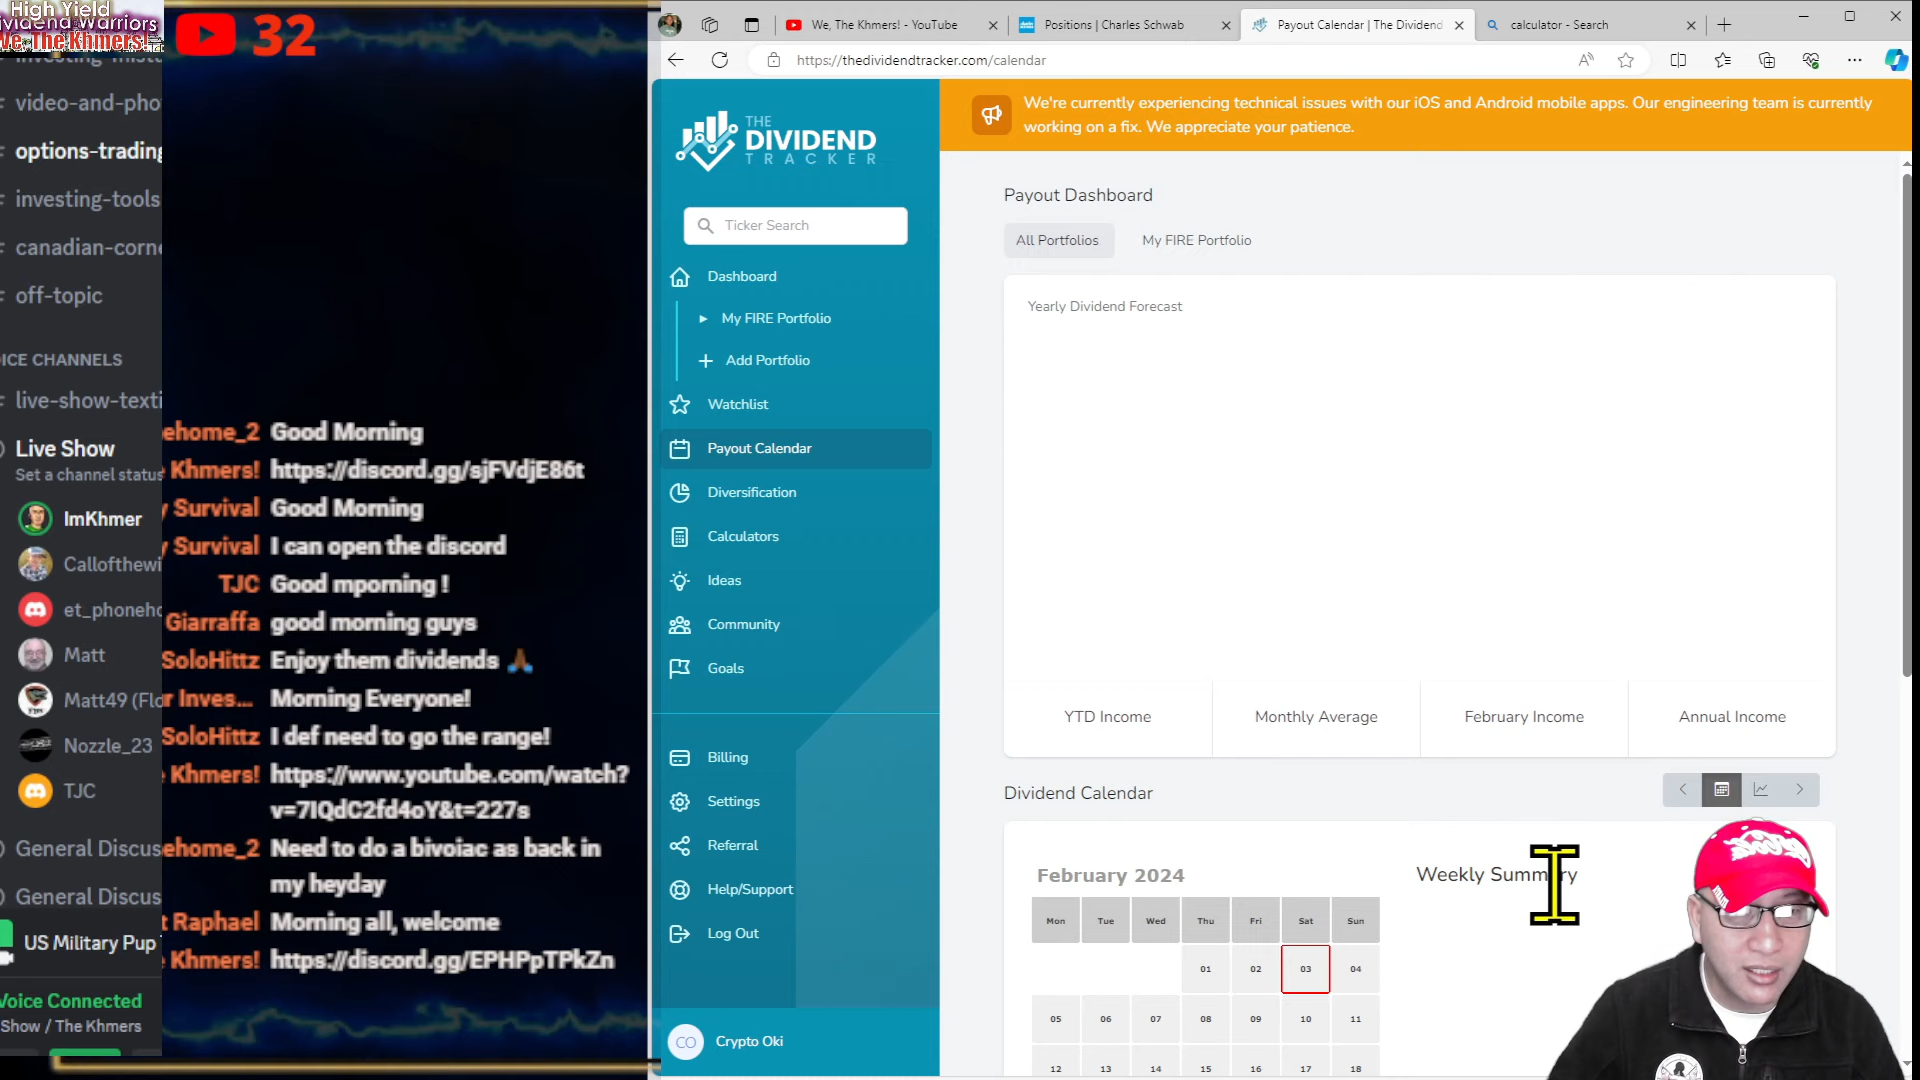 High Yield
Dividend Warriors
We, The Khmers!
32
video-and-pho
options-trading
investing-tools
canadian-corne
off-topic
ICE CHANNELS
live-show-texti
Live Show
Set a channel status
ImKhmer
Callofthewi
et_phoneho
Matt
Matt49 (Flo
Nozzle_23
TJC
General Discus
General Discus
US Military Pup
Voice Connected
Show / The Khmers
ehome_2 Good Morning
Khmers! https://discord.gg/sjFVdjE86t
y Survival Good Morning
y Survival I can open the discord
TJC Good mporning !
Giarraffa good morning guys
SoloHittz Enjoy them dividends 🙏🏾
r Inves... Morning Everyone!
SoloHittz I def need to go the range!
Khmers! https://www.youtube.com/watch?
v=7IQdC2fd4oY&t=227s
ehome_2 Need to do a bivoiac as back in
my heyday
t Raphael Morning all, welcome
Khmers! https://discord.gg/EPHPpTPkZn
We, The Khmers! - YouTube
Positions | Charles Schwab
Payout Calendar | The Dividend
calculator - Search
https://thedividendtracker.com/calendar
THE
DIVIDEND
TRACKER
Ticker Search
Dashboard
My FIRE Portfolio
Add Portfolio
Watchlist
Payout Calendar
Diversification
Calculators
Ideas
Community
Goals
Billing
Settings
Referral
Help/Support
Log Out
CO Crypto Oki
We're currently experiencing technical issues with our iOS and Android mobile apps. Our engineering team is currently
working on a fix. We appreciate your patience.
Payout Dashboard
All Portfolios My FIRE Portfolio
Yearly Dividend Forecast
YTD Income Monthly Average February Income Annual Income
Dividend Calendar
February 2024
Weekly Summary
Mon Tue Wed Thu Fri Sat Sun
01 02 03 04
05 06 07 08 09 10 11
12 13 14 15 16 17 18